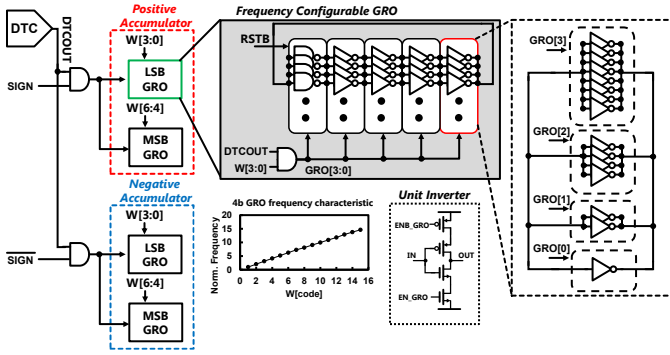 Positive
Accumulator
Frequency Configurable GRO
DTC
DTCOUT
W[3:0]
LSB
GRO
SIGN
W[6:4]
MSB
GRO
RSTB
DTCOUT
W[3:0]
GRO[3:0]
GRO[3]
GRO[2]
GRO[1]
GRO[0]
Negative
Accumulator
W[3:0]
LSB
GRO
SIGN
W[6:4]
MSB
GRO
4b GRO frequency characteristic
Norm. Frequency
20
15
10
5
0
0 2 4 6 8 10 12 14 16
W[code]
Unit Inverter
ENB_GRO
IN
OUT
EN_GRO